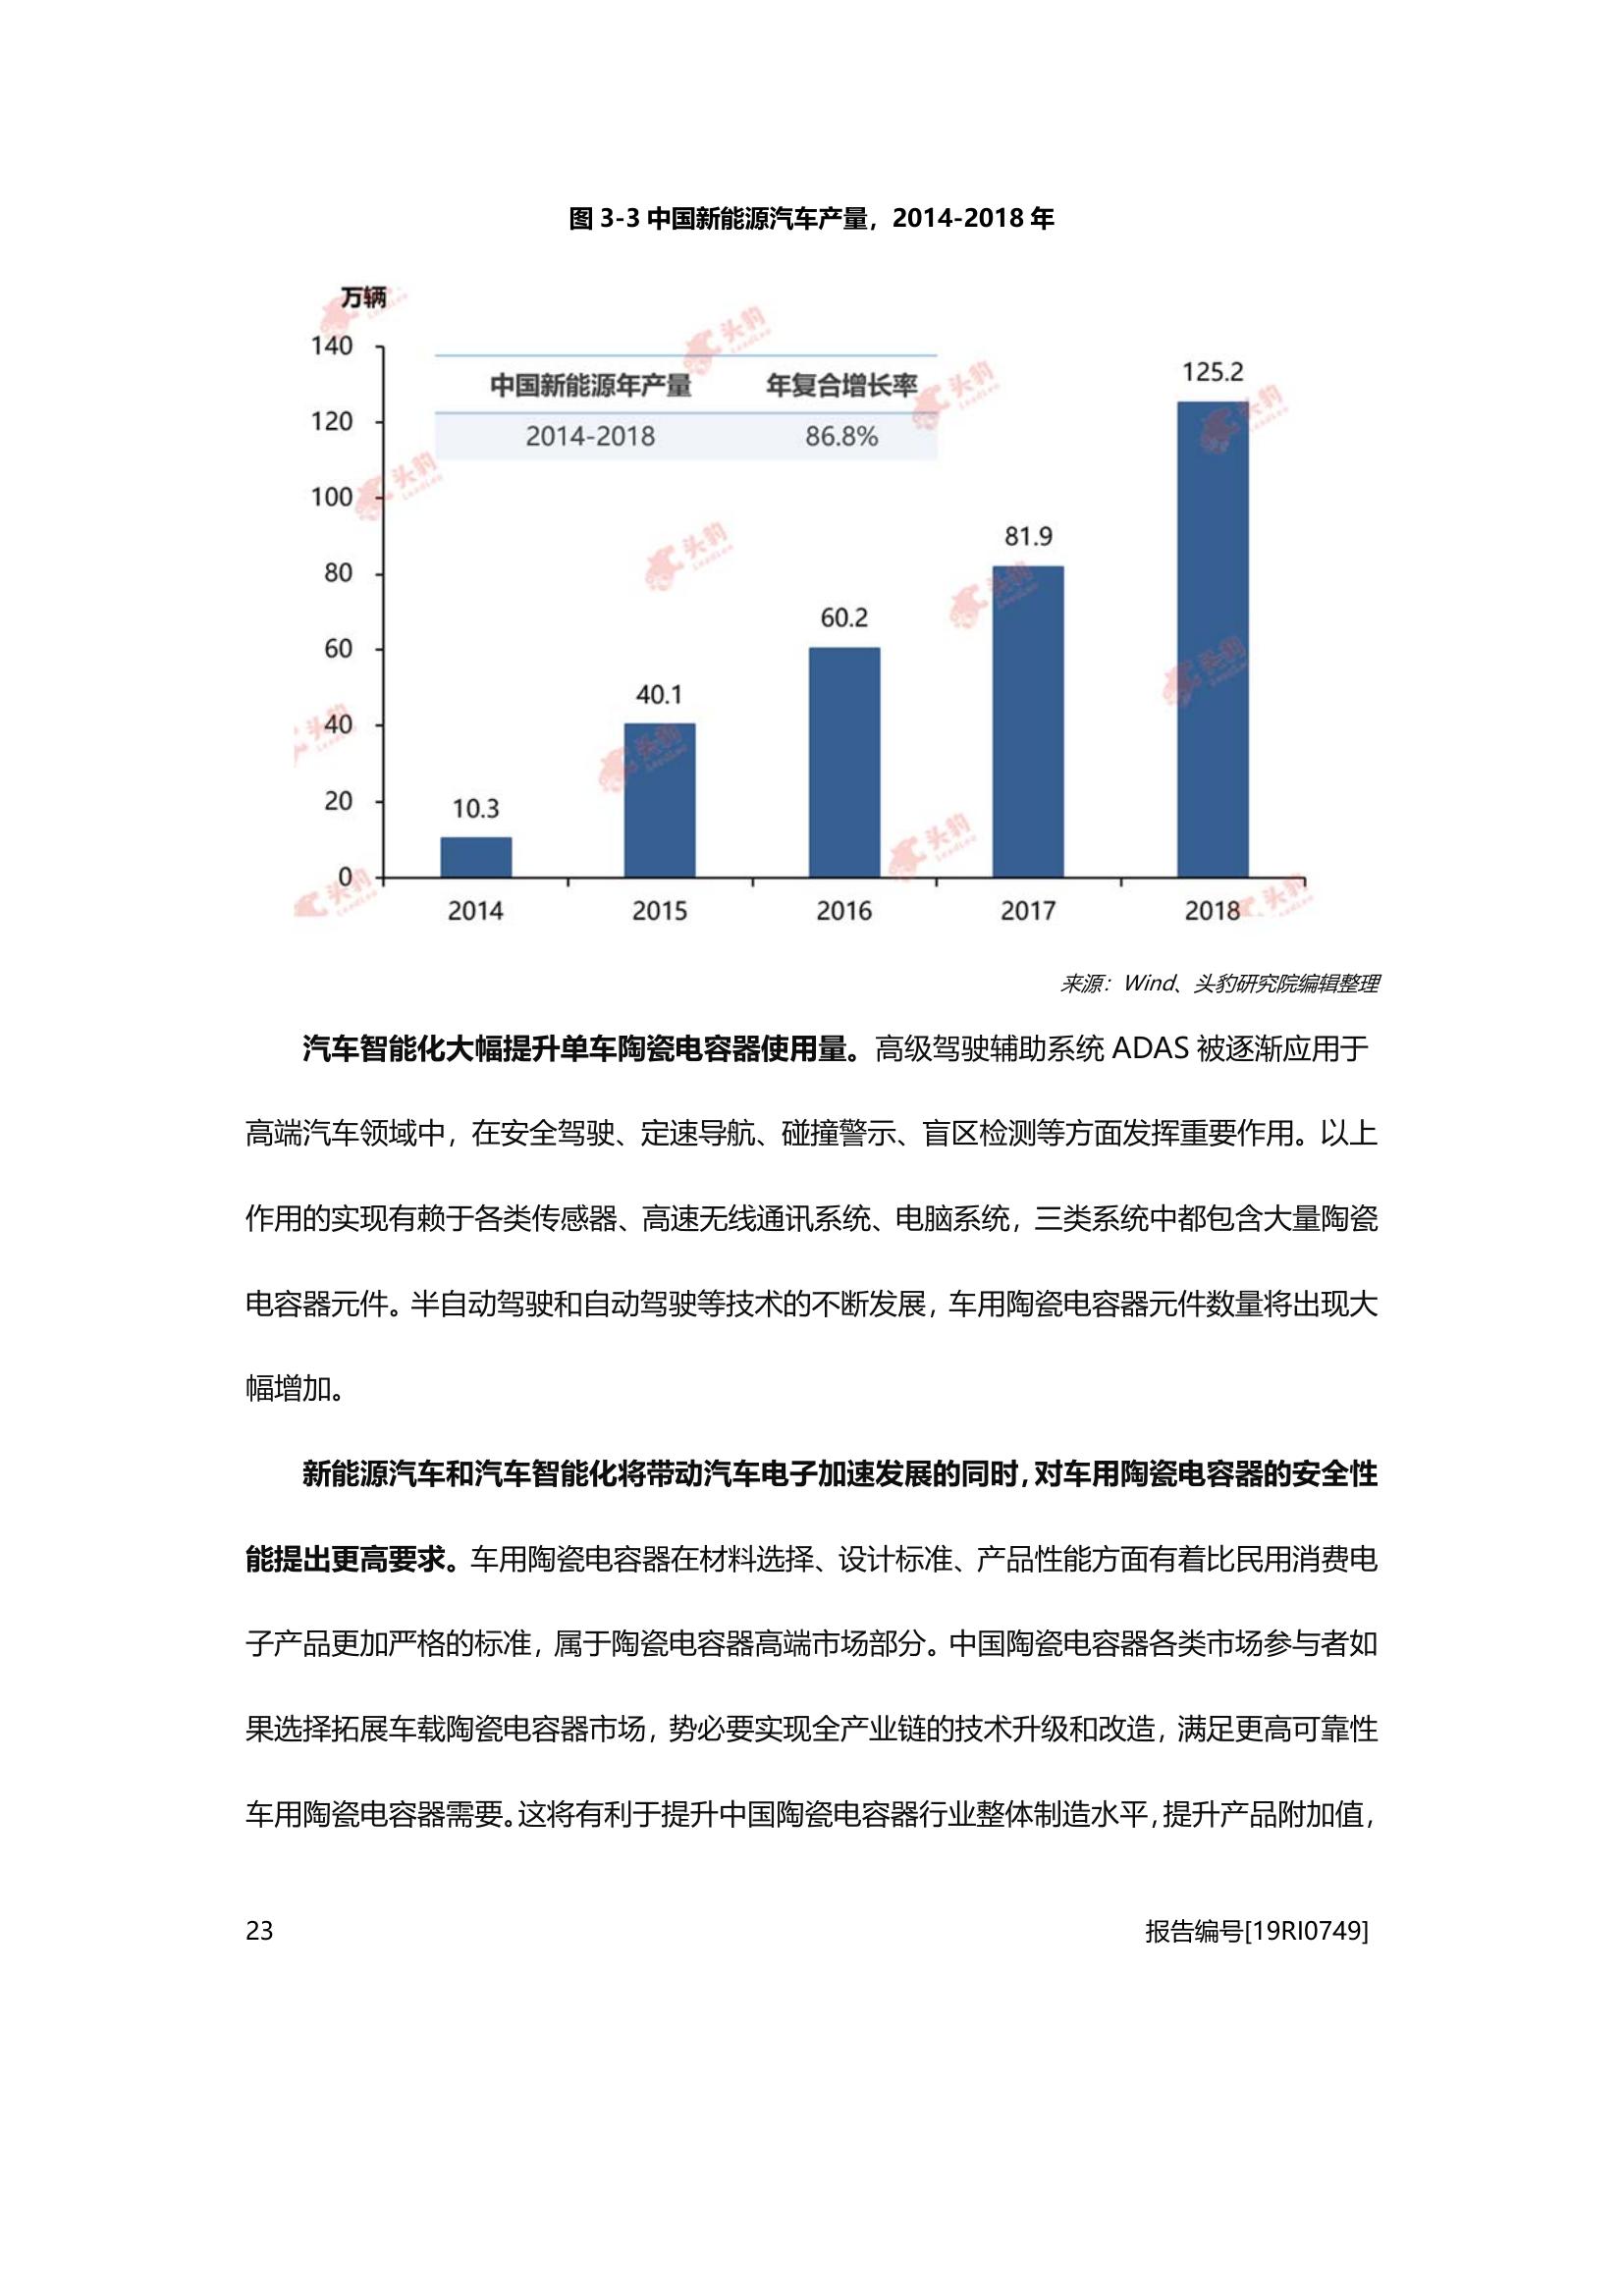 图 3-3 中国新能源汽车产量，2014-2018 年
万辆
140
120
100
80
60
40
20
0
中国新能源年产量 年复合增长率
2014-2018 86.8%
10.3
40.1
60.2
81.9
125.2
2014 2015 2016 2017 2018
头豹
LeadLeo
来源：Wind、头豹研究院编辑整理
汽车智能化大幅提升单车陶瓷电容器使用量。高级驾驶辅助系统 ADAS 被逐渐应用于
高端汽车领域中，在安全驾驶、定速导航、碰撞警示、盲区检测等方面发挥重要作用。以上
作用的实现有赖于各类传感器、高速无线通讯系统、电脑系统，三类系统中都包含大量陶瓷
电容器元件。半自动驾驶和自动驾驶等技术的不断发展，车用陶瓷电容器元件数量将出现大
幅增加。
新能源汽车和汽车智能化将带动汽车电子加速发展的同时，对车用陶瓷电容器的安全性
能提出更高要求。车用陶瓷电容器在材料选择、设计标准、产品性能方面有着比民用消费电
子产品更加严格的标准，属于陶瓷电容器高端市场部分。中国陶瓷电容器各类市场参与者如
果选择拓展车载陶瓷电容器市场，势必要实现全产业链的技术升级和改造，满足更高可靠性
车用陶瓷电容器需要。这将有利于提升中国陶瓷电容器行业整体制造水平，提升产品附加值，
23 报告编号[19RI0749]